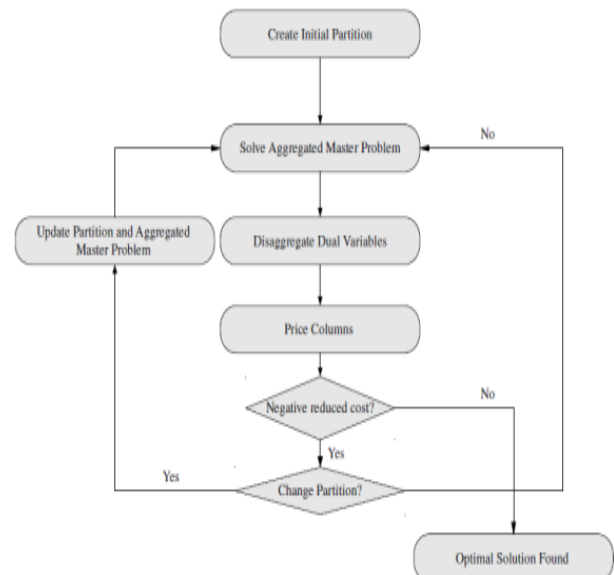 Create Initial Partition
No
Solve Aggregated Master Problem
Update Partition and Aggregated
Master Problem
Disaggregate Dual Variables
Price Columns
Negative reduced cost?
No
Yes
Yes
Change Partition?
Optimal Solution Found